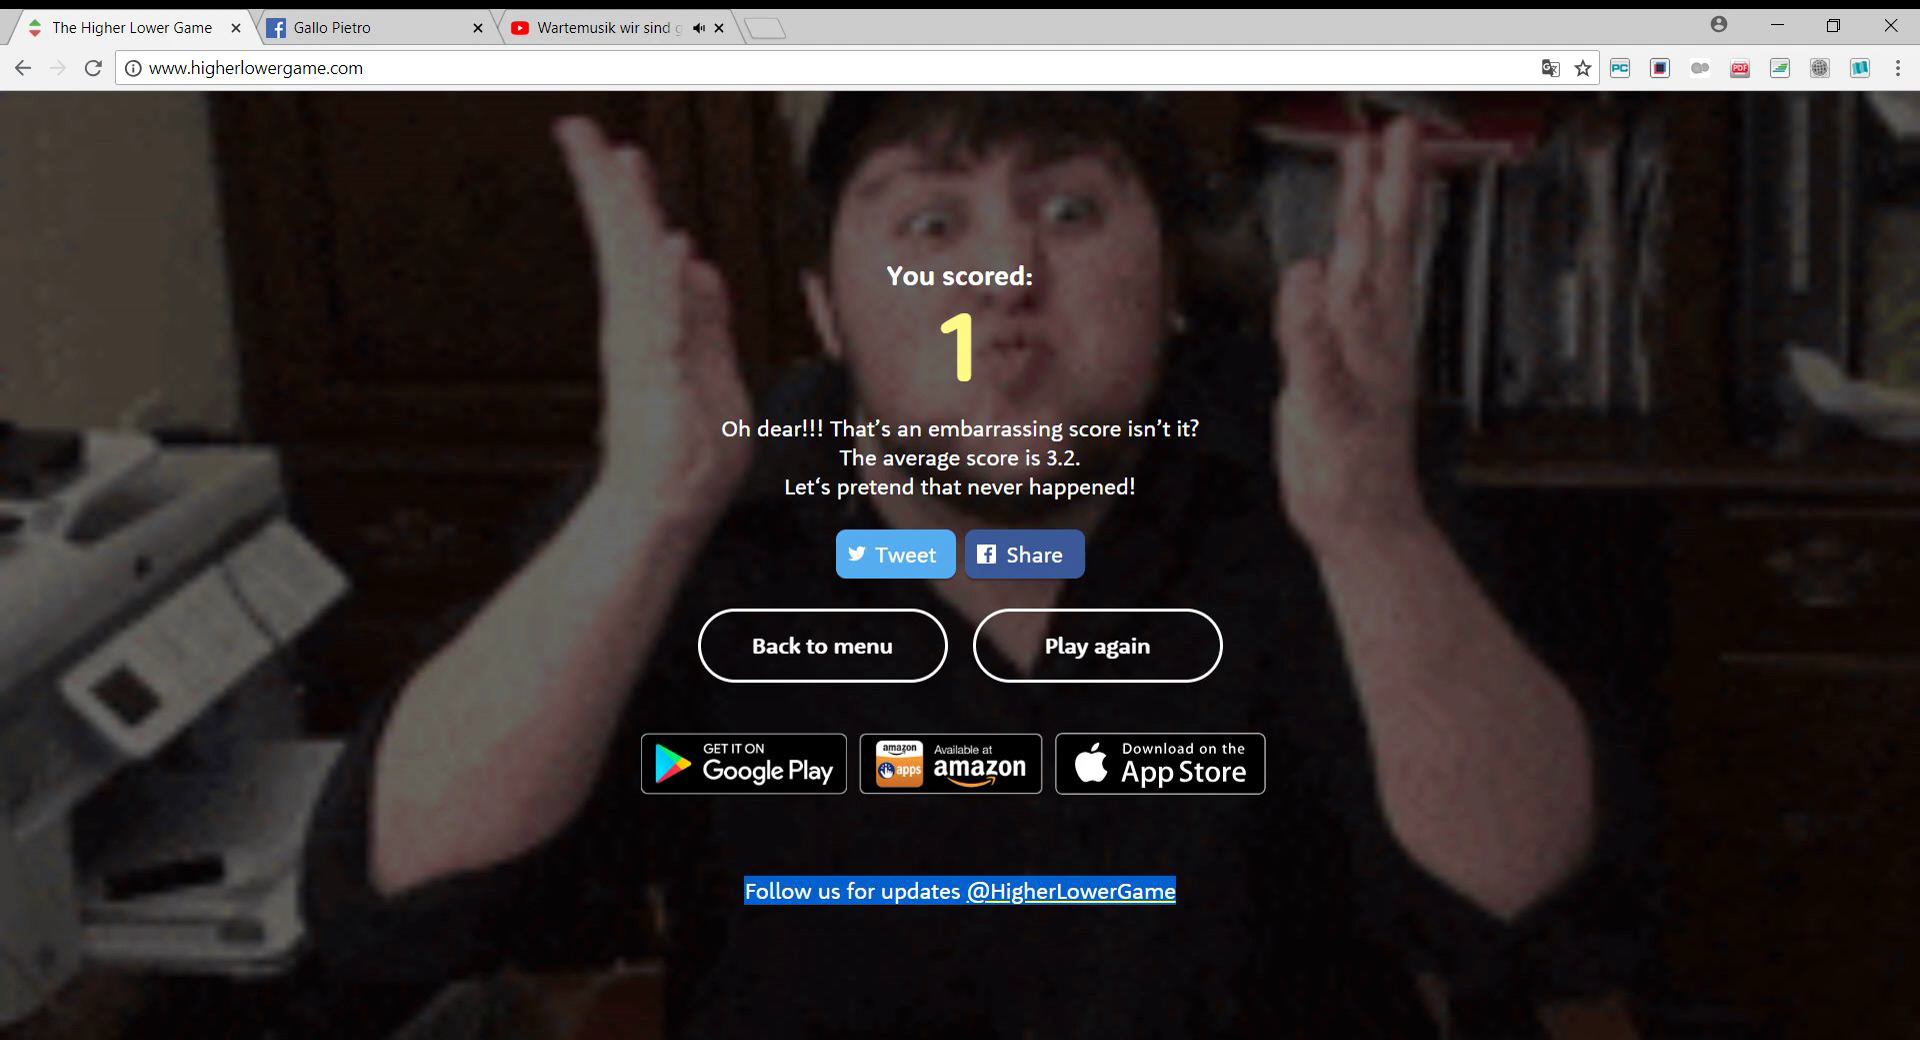 The Higher Lower Game
Gallo Pietro
Wartemusik wir sind
www.higherlowergame.com
PC
PDF
You scored:
1
Oh dear!!! That’s an embarrassing score isn’t it?
The average score is 3.2.
Let‘s pretend that never happened!
Tweet
Share
Back to menu
Play again
GET IT ON
Google Play
amazon
apps
Available at
amazon
Download on the
App Store
Follow us for updates @HigherLowerGame